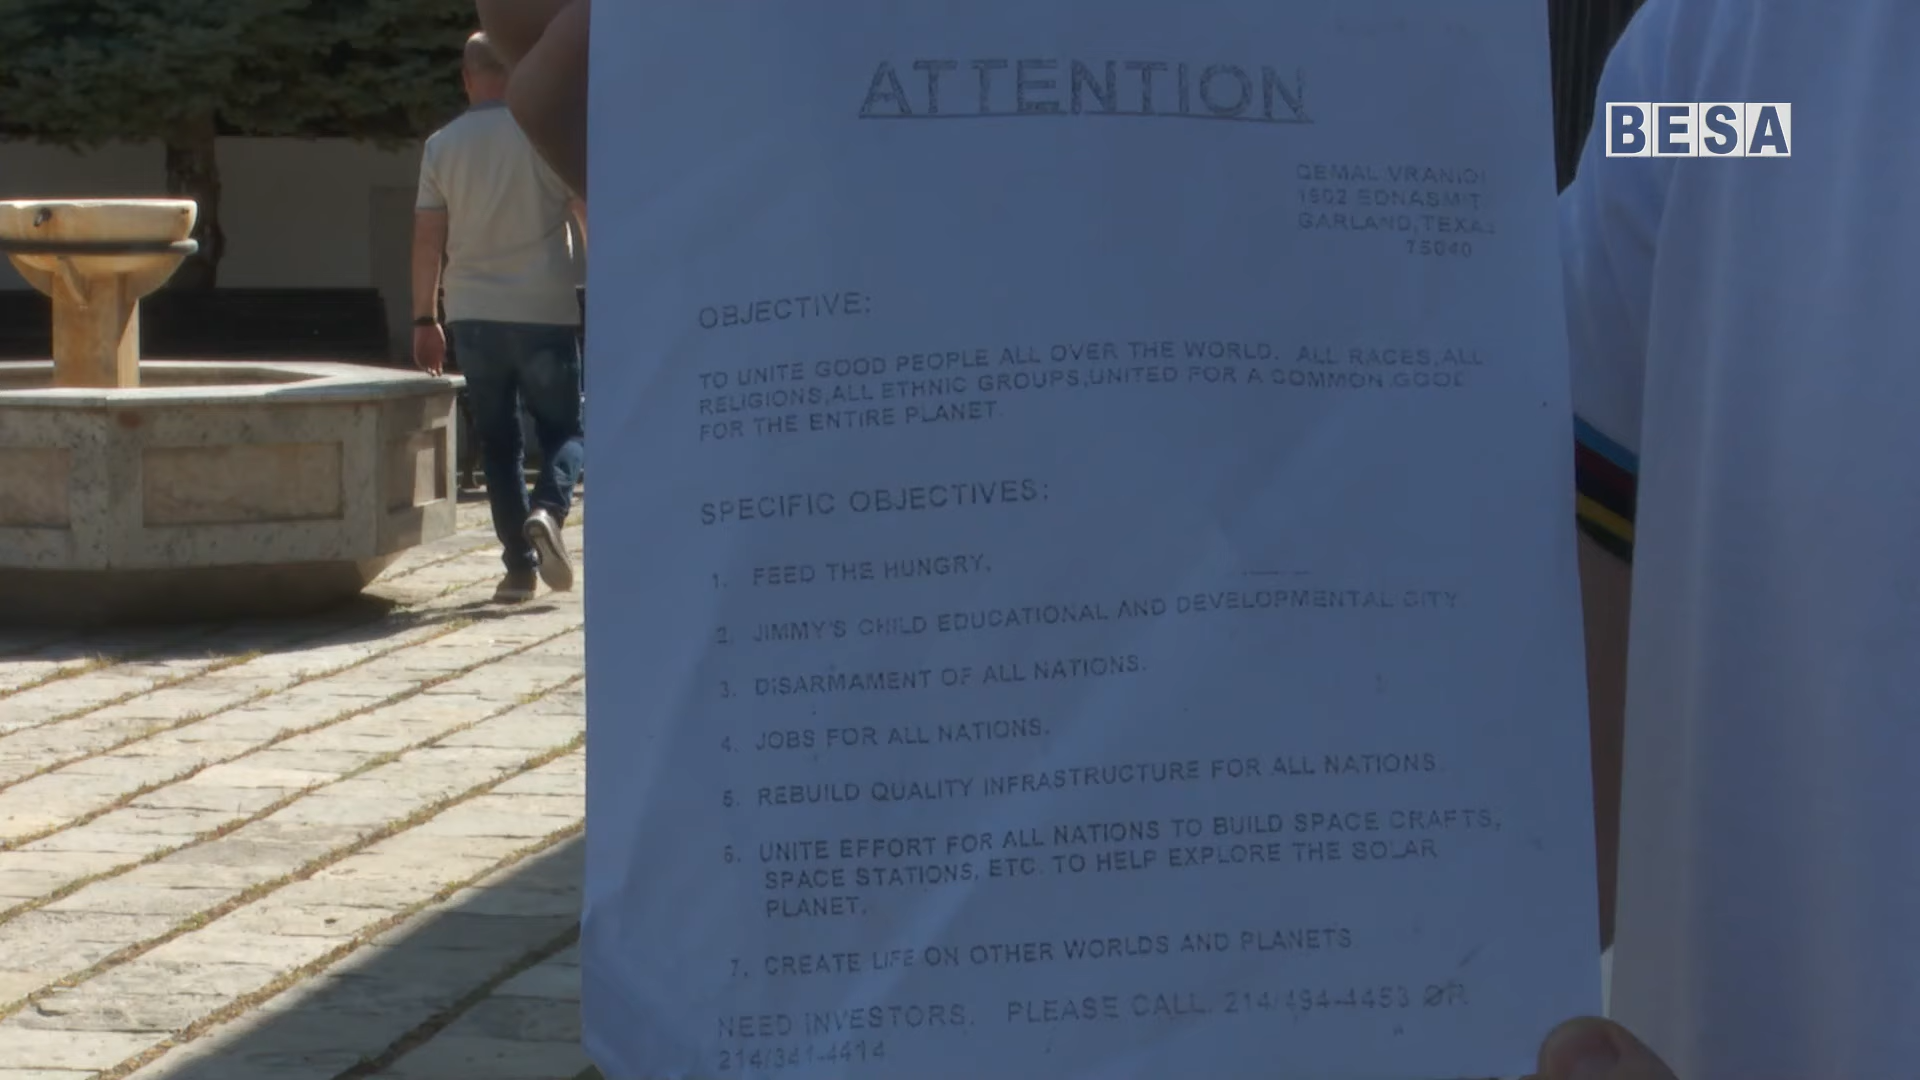 ATTENTION
BESA
QEMAL VRANIQI
1602 EDNASMIT
GARLAND, TEXAS
75040
OBJECTIVE:
TO UNITE GOOD PEOPLE ALL OVER THE WORLD. ALL RACES, ALL
RELIGIONS, ALL ETHNIC GROUPS, UNITED FOR A COMMON GOOD
FOR THE ENTIRE PLANET.
SPECIFIC OBJECTIVES:
1. FEED THE HUNGRY.
2. JIMMY'S CHILD EDUCATIONAL AND DEVELOPMENTAL CITY
3. DISARMAMENT OF ALL NATIONS.
4. JOBS FOR ALL NATIONS.
5. REBUILD QUALITY INFRASTRUCTURE FOR ALL NATIONS
6. UNITE EFFORT FOR ALL NATIONS TO BUILD SPACE CRAFTS,
SPACE STATIONS, ETC. TO HELP EXPLORE THE SOLAR
PLANET.
7. CREATE LIFE ON OTHER WORLDS AND PLANETS
NEED INVESTORS. PLEASE CALL. 214/494-4453 OR
214/341-4414